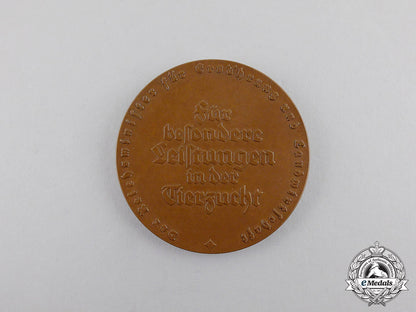 Der Reichsminister für Ernährung und Landwirtschaft
Für
besondere
Leistungen
in der
Tierzucht
eMedals